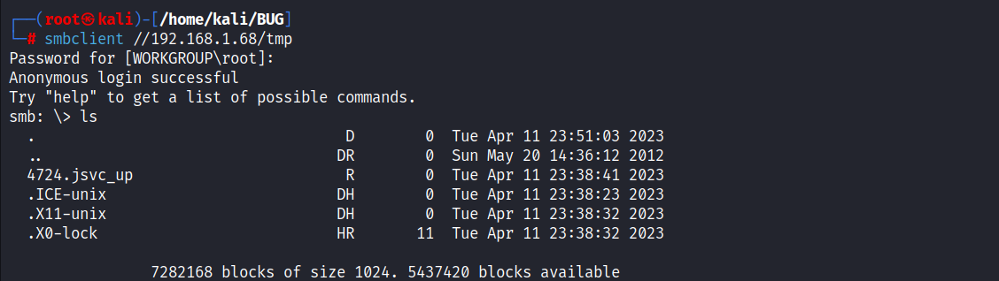 ┌──(root㉿kali)-[/home/kali/BUG]
└─# smbclient //192.168.1.68/tmp
Password for [WORKGROUP\root]:
Anonymous login successful
Try "help" to get a list of possible commands.
smb: \> ls
  .                                   D        0  Tue Apr 11 23:51:03 2023
  ..                                 DR        0  Sun May 20 14:36:12 2012
  4724.jsvc_up                        R        0  Tue Apr 11 23:38:41 2023
  .ICE-unix                          DH        0  Tue Apr 11 23:38:23 2023
  .X11-unix                          DH        0  Tue Apr 11 23:38:32 2023
  .X0-lock                           HR       11  Tue Apr 11 23:38:32 2023
                7282168 blocks of size 1024. 5437420 blocks available